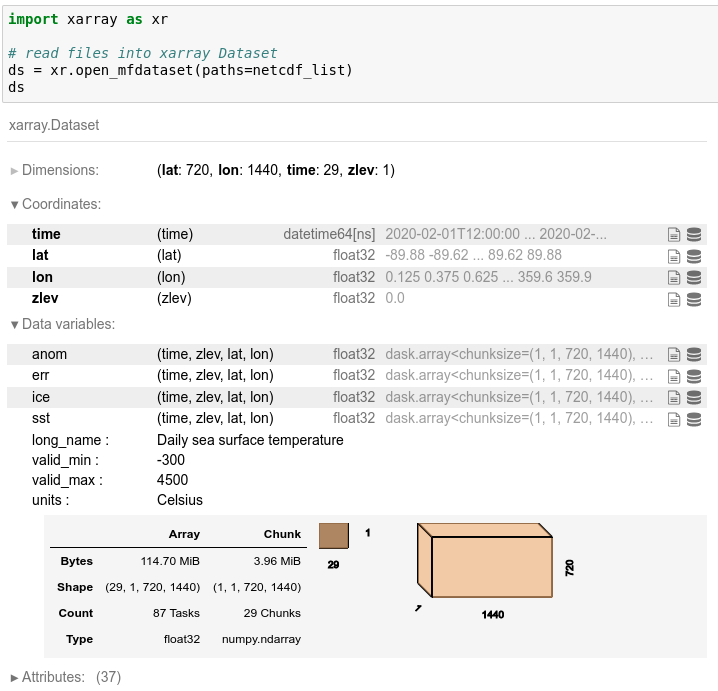 import xarray as xr
# read files into xarray Dataset
ds = xr.open_mfdataset(paths=netcdf_list)
ds
xarray.Dataset
► Dimensions: (lat: 720, lon: 1440, time: 29, zlev: 1)
▼ Coordinates:
time (time) datetime64[ns] 2020-02-01T12:00:00 ... 2020-02-...
lat (lat) float32 -89.88 -89.62 ... 89.62 89.88
lon (lon) float32 0.125 0.375 0.625 ... 359.6 359.9
zlev (zlev) float32 0.0
▼ Data variables:
anom (time, zlev, lat, lon) float32 dask.array<chunksize=(1, 1, 720, 1440), ...
err (time, zlev, lat, lon) float32 dask.array<chunksize=(1, 1, 720, 1440), ...
ice (time, zlev, lat, lon) float32 dask.array<chunksize=(1, 1, 720, 1440), ...
sst (time, zlev, lat, lon) float32 dask.array<chunksize=(1, 1, 720, 1440), ...
long_name : Daily sea surface temperature
valid_min : -300
valid_max : 4500
units : Celsius
Array Chunk
Bytes 114.70 MiB 3.96 MiB
Shape (29, 1, 720, 1440) (1, 1, 720, 1440)
Count 87 Tasks 29 Chunks
Type float32 numpy.ndarray
1
29
720
1
1440
► Attributes: (37)